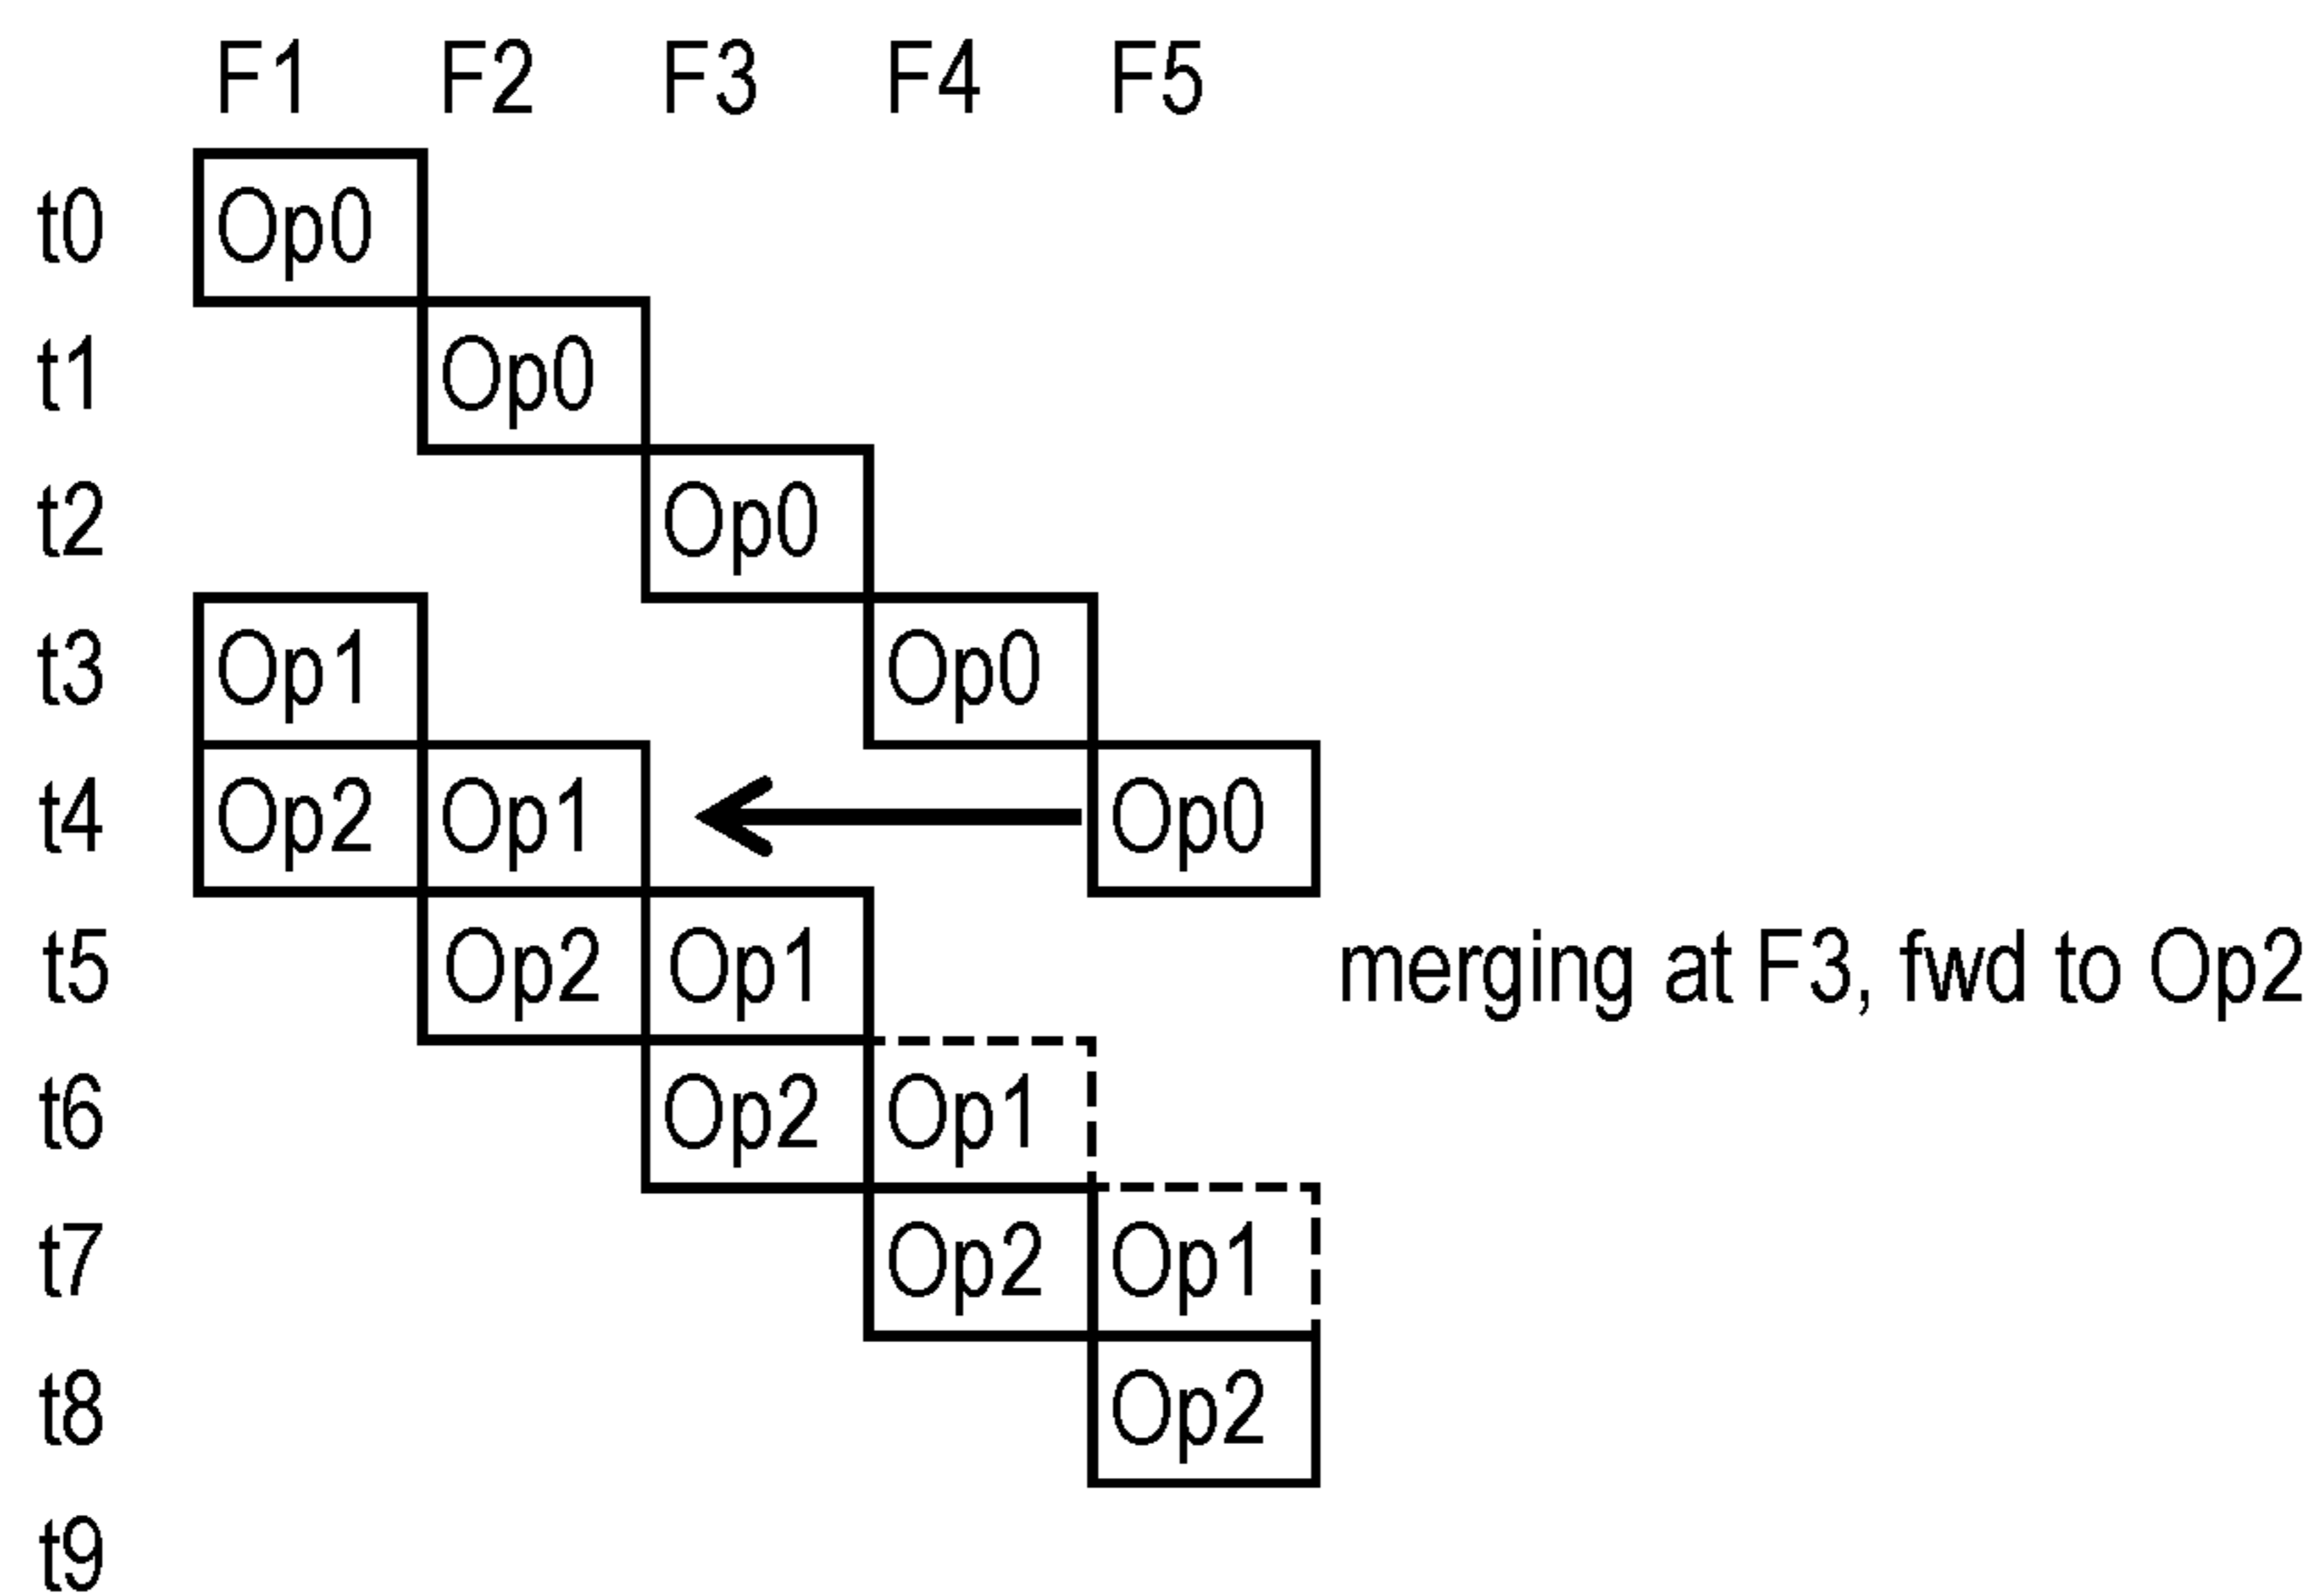 F1 F2 F3 F4 F5
t0 Op0
t1 Op0
t2 Op0
t3 Op1 Op0
t4 Op2 Op1 Op0
t5 Op2 Op1 merging at F3, fwd to Op2
t6 Op2 Op1
t7 Op2 Op1
t8 Op2
t9